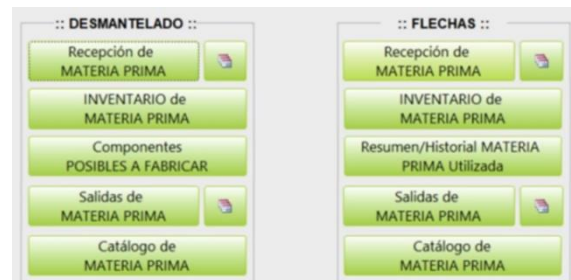 :: DESMANTELADO ::
Recepción de
MATERIA PRIMA
INVENTARIO de
MATERIA PRIMA
Componentes
POSIBLES A FABRICAR
Salidas de
MATERIA PRIMA
Catálogo de
MATERIA PRIMA
:: FLECHAS ::
Recepción de
MATERIA PRIMA
INVENTARIO de
MATERIA PRIMA
Resumen/Historial MATERIA
PRIMA Utilizada
Salidas de
MATERIA PRIMA
Catálogo de
MATERIA PRIMA